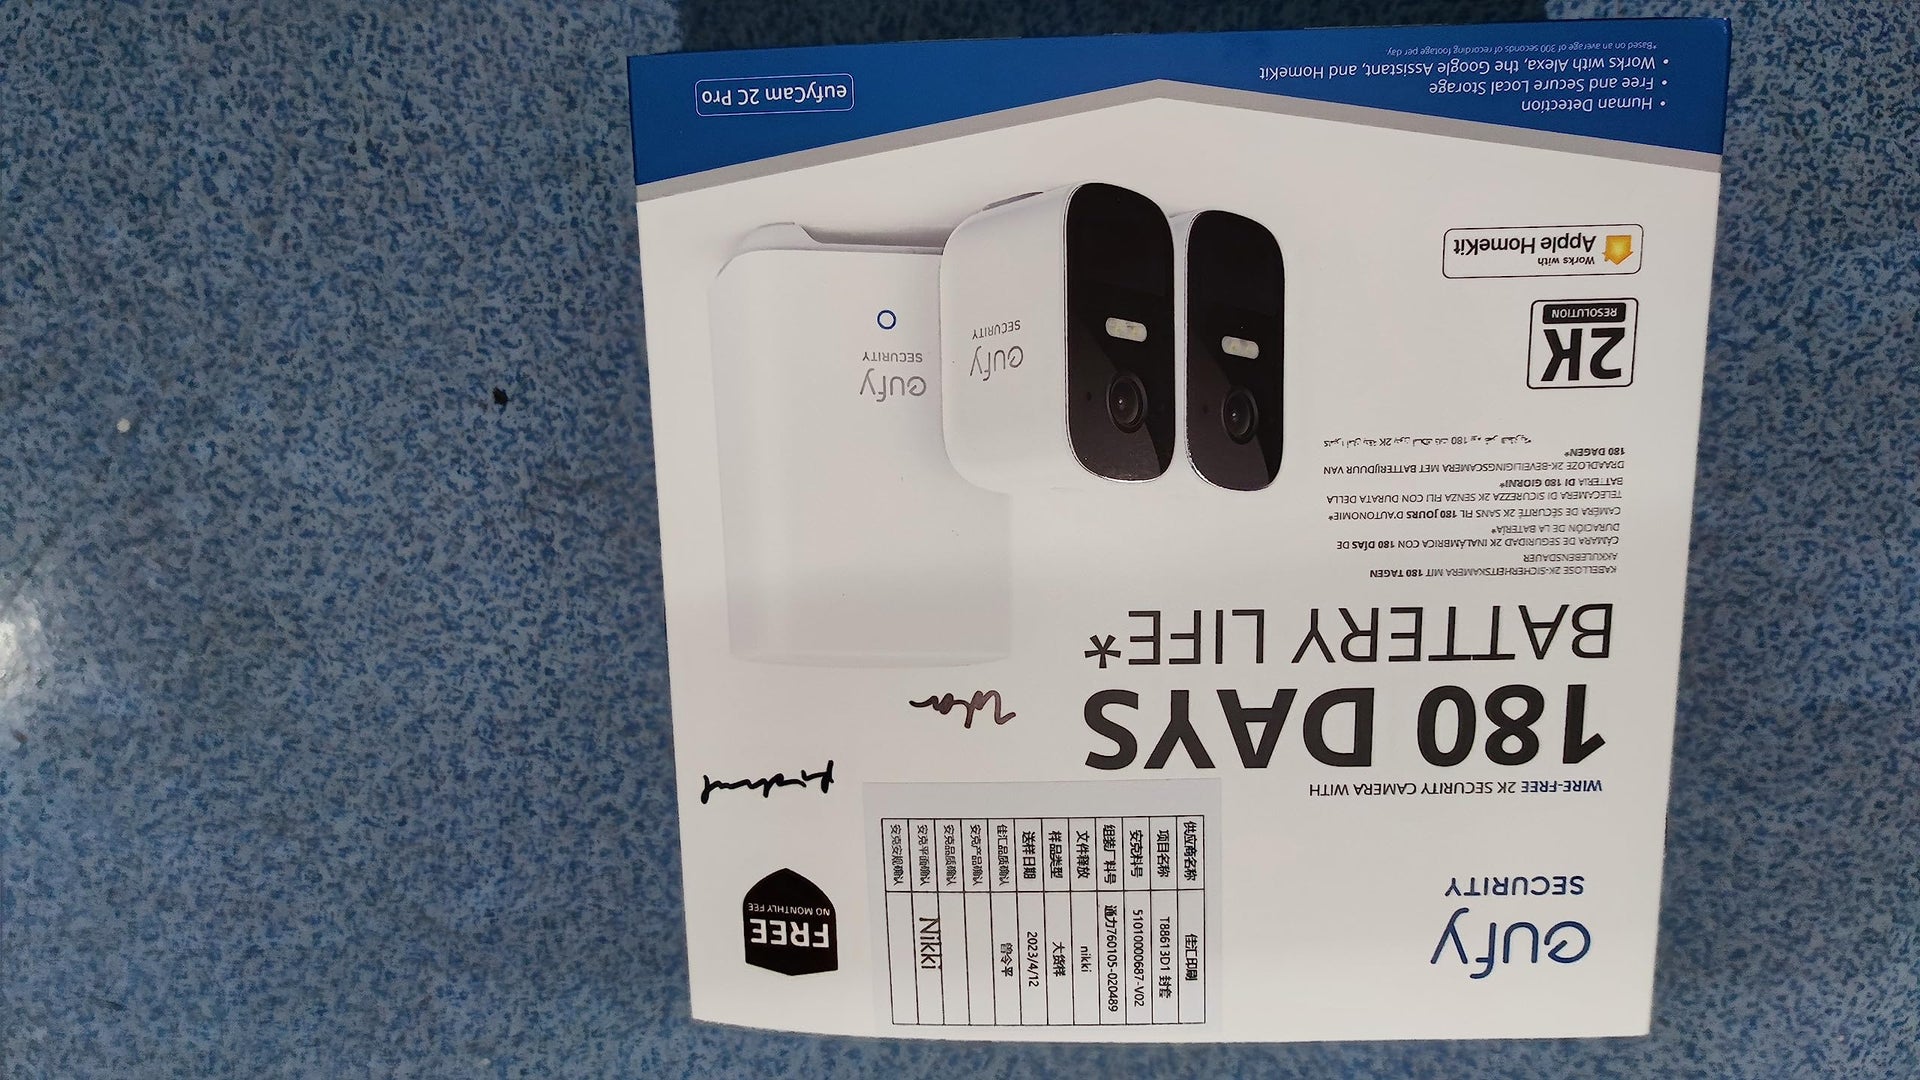 eufy
SECURITY
WIRE-FREE 2K SECURITY CAMERA WITH
180 DAYS
BATTERY LIFE*
KABELLOSE 2K-SICHERHEITSKAMERA MIT 180 TAGEN
AKKULEBENSDAUER
CÁMARA DE SEGURIDAD 2K INALÁMBRICA CON 180 DÍAS DE
DURACIÓN DE LA BATERÍA*
CAMÉRA DE SÉCURITÉ 2K SANS FIL 180 JOURS D'AUTONOMIE*
TELECAMERA DI SICUREZZA 2K SENZA FILI CON DURATA DELLA
BATTERIA DI 180 GIORNI*
DRAADLOZE 2K-BEVEILIGINGSCAMERA MET BATTERIJDUUR VAN
180 DAGEN*
2K
RESOLUTION
Works with
Apple HomeKit
FREE
NO MONTHLY FEE
供应商名称 佳汇印刷
项目名称 T88613D1 封套
安克料号 5101000687-V02
组装厂料号 通力760105-020489
文件释放 nikki
样品类型 大货样
送样日期 2023/4/12
佳汇品质确认 曾令平
安克产品确认
安克品质确认
安克平面确认 Nikki
安克安规确认
eufy
SECURITY
eufy
SECURITY
• Human Detection
• Free and Secure Local Storage
• Works with Alexa, the Google Assistant, and HomeKit
*Based on an average of 300 seconds of recording footage per day
eufyCam 2C Pro